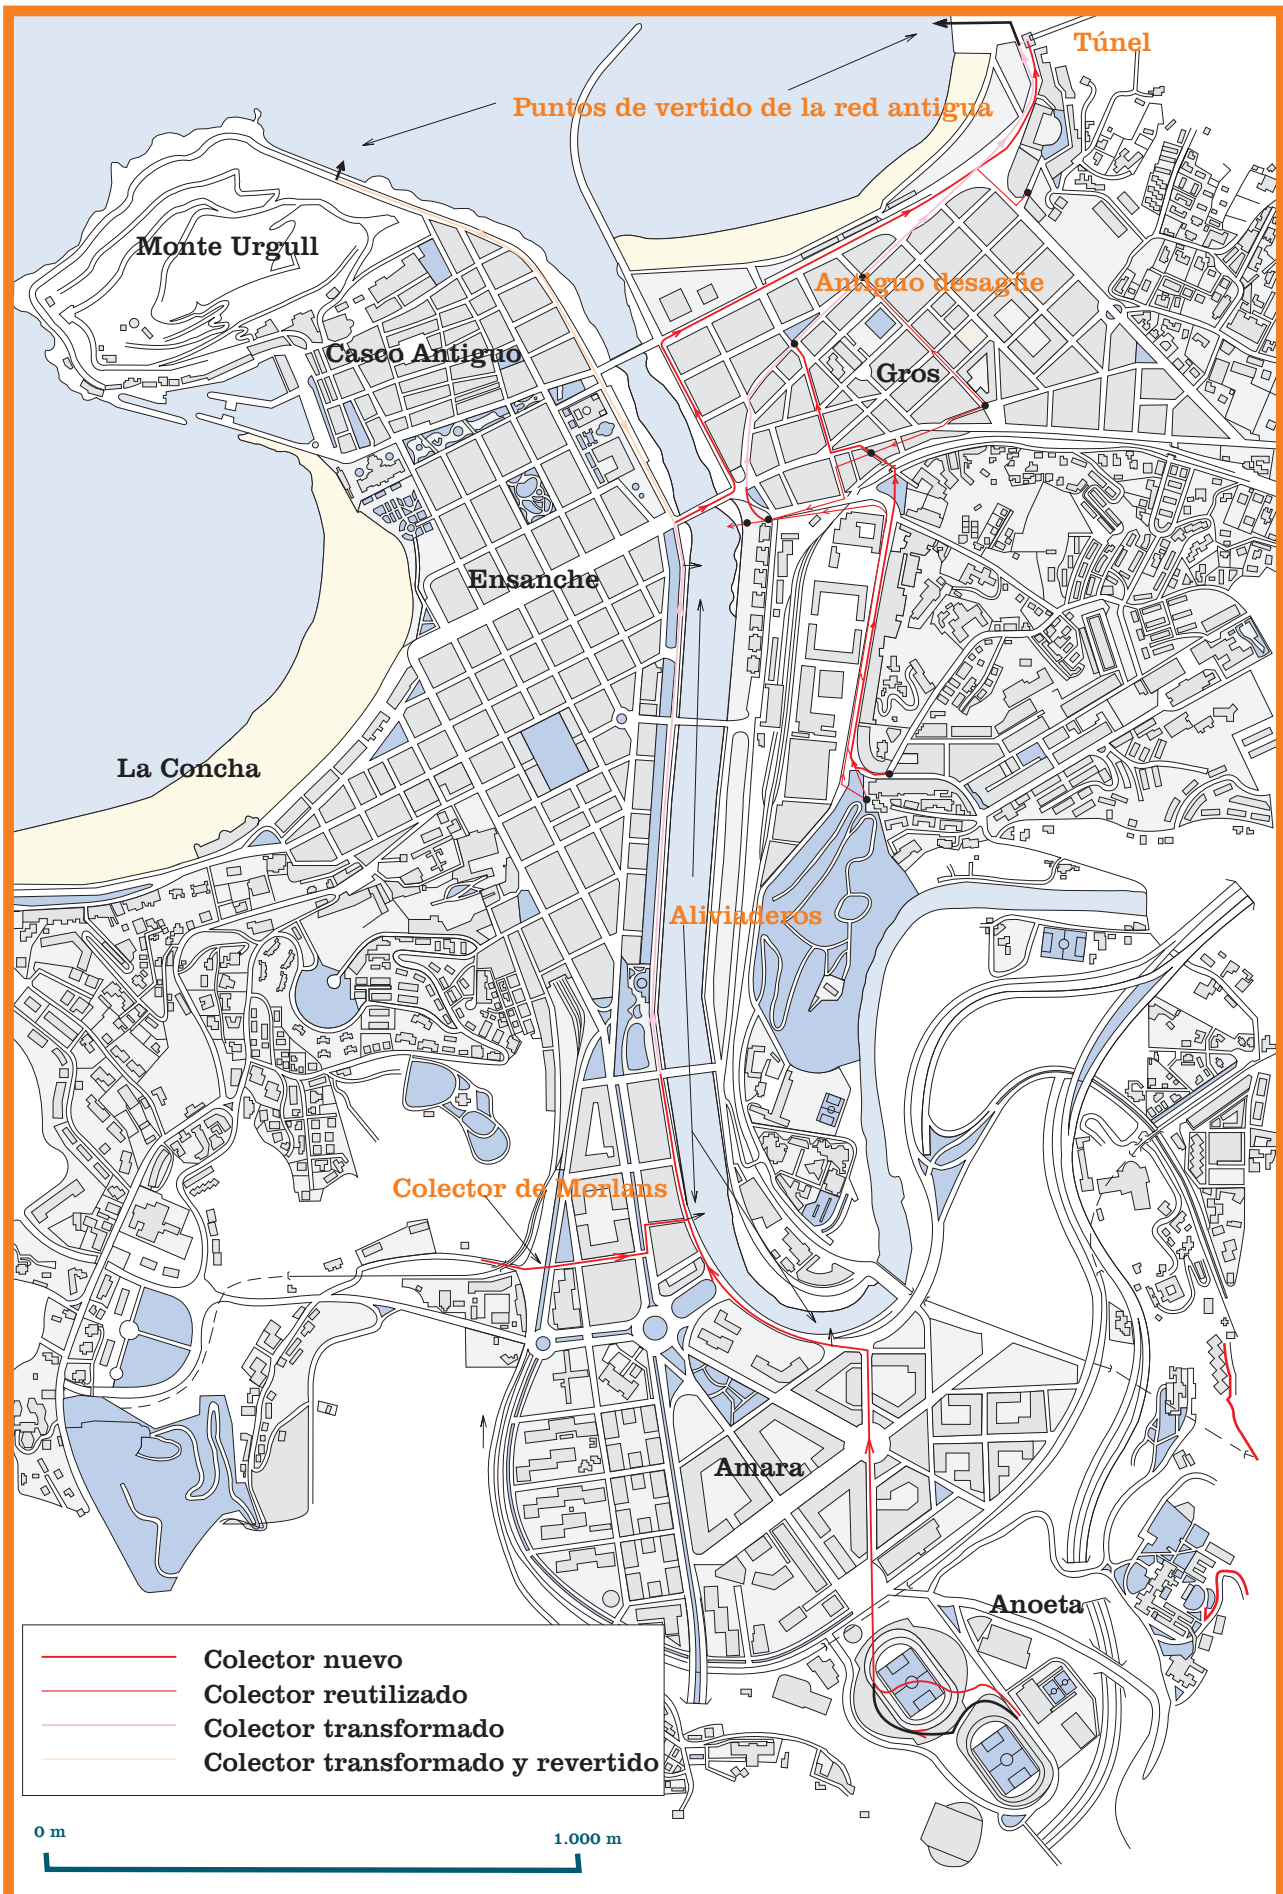 Túnel
Puntos de vertido de la red antigua
Monte Urgull
Antiguo desagüe
Casco Antiguo
Gros
Ensanche
La Concha
Aliviaderos
Colector de Morlans
Amara
Anoeta
Colector nuevo
Colector reutilizado
Colector transformado
Colector transformado y revertido
0 m
1.000 m